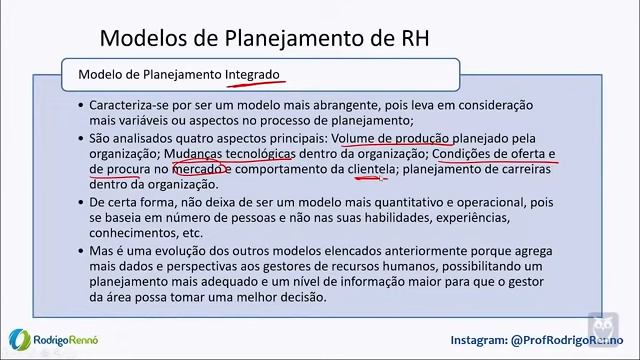 Modelos de Planejamento de RH
Modelo de Planejamento Integrado
• Caracteriza-se por ser um modelo mais abrangente, pois leva em consideração
mais variáveis ou aspectos no processo de planejamento;
• São analisados quatro aspectos principais: Volume de produção planejado pela
organização; Mudanças tecnológicas dentro da organização; Condições de oferta e
de procura no mercado e comportamento da clientela; planejamento de carreiras
dentro da organização.
• De certa forma, não deixa de ser um modelo mais quantitativo e operacional, pois
se baseia em número de pessoas e não nas suas habilidades, experiências,
conhecimentos, etc.
• Mas é uma evolução dos outros modelos elencados anteriormente porque agrega
mais dados e perspectivas aos gestores de recursos humanos, possibilitando um
planejamento mais adequado e um nível de informação maior para que o gestor
da área possa tomar uma melhor decisão.
RodrigoRennó
Instagram: @ProfRodrigoRenno